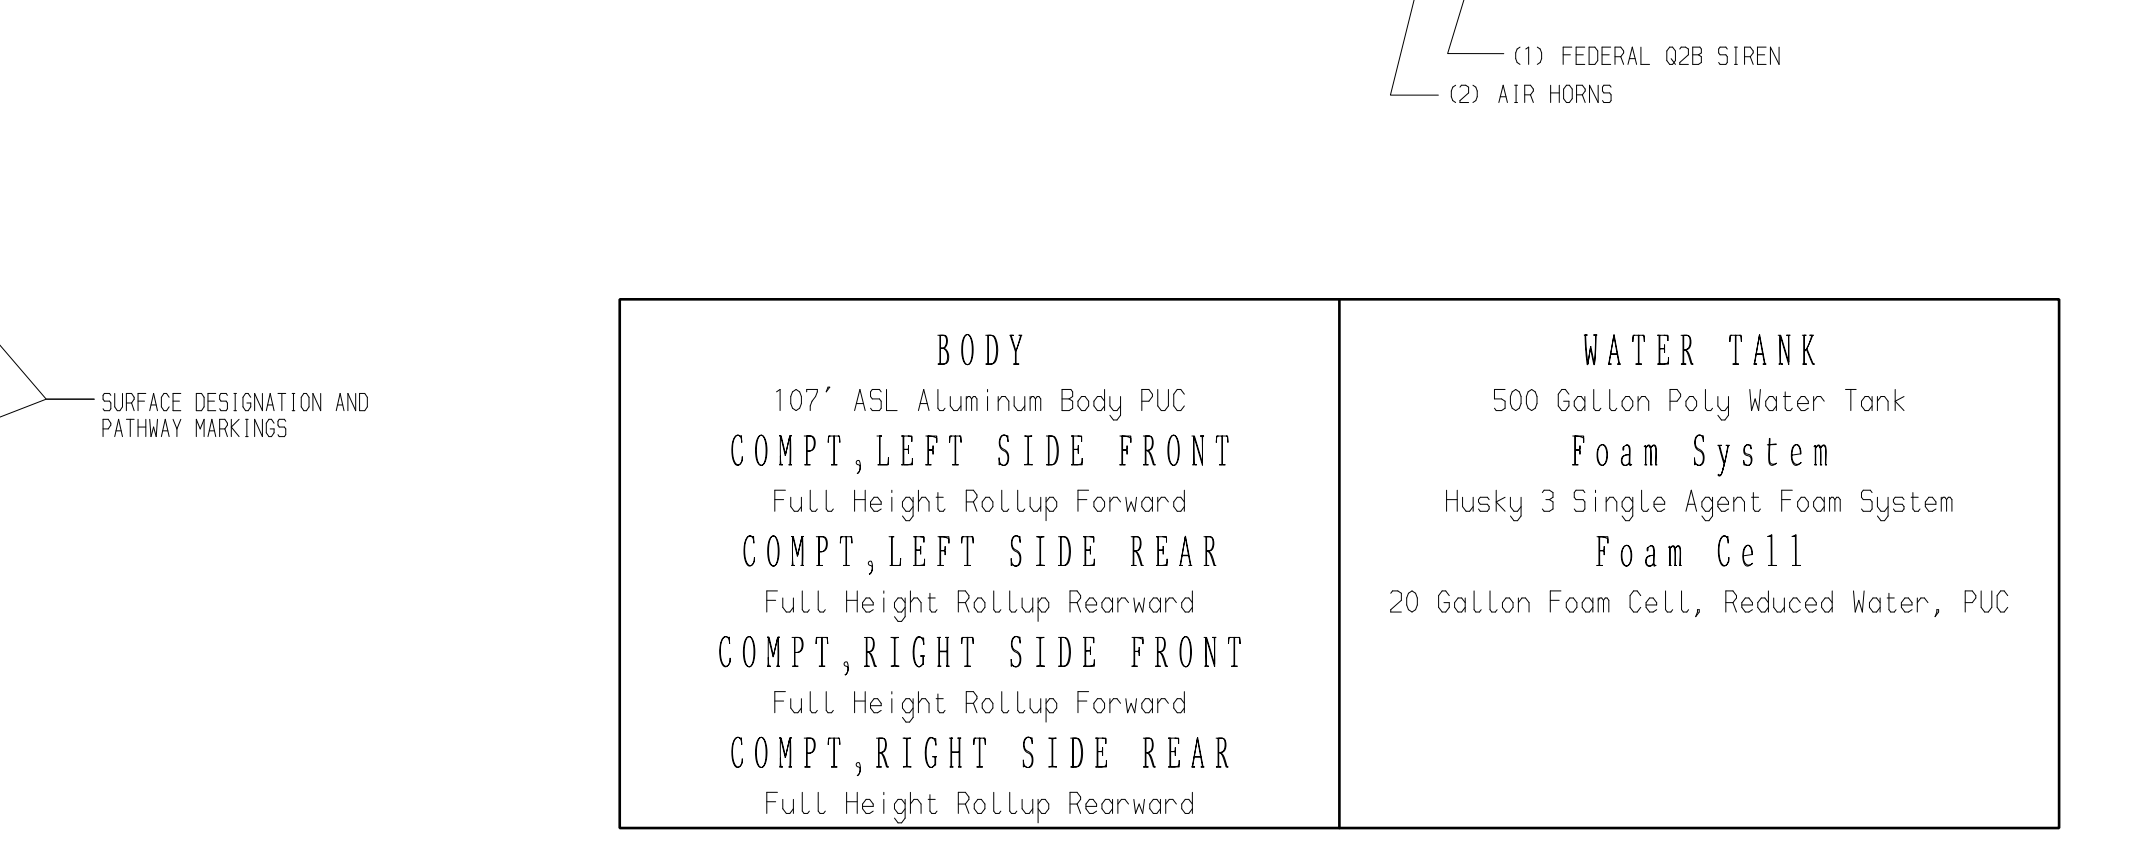 (1) FEDERAL Q2B SIREN
(2) AIR HORNS
SURFACE DESIGNATION AND
PATHWAY MARKINGS
BODY
107' ASL Aluminum Body PUC
COMPT,LEFT SIDE FRONT
Full Height Rollup Forward
COMPT,LEFT SIDE REAR
Full Height Rollup Rearward
COMPT,RIGHT SIDE FRONT
Full Height Rollup Forward
COMPT,RIGHT SIDE REAR
Full Height Rollup Rearward
WATER TANK
500 Gallon Poly Water Tank
Foam System
Husky 3 Single Agent Foam System
Foam Cell
20 Gallon Foam Cell, Reduced Water, PUC